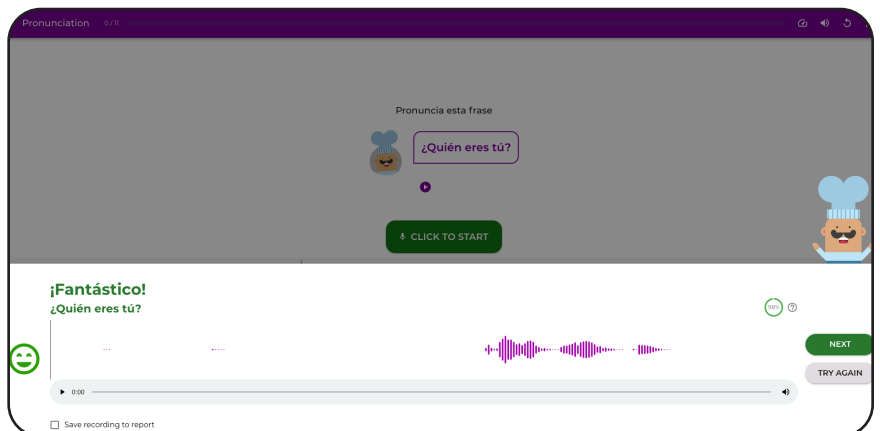 Pronunciation 0/11
Pronuncia esta frase
¿Quién eres tú?
CLICK TO START
¡Fantástico!
¿Quién eres tú?
98%
NEXT
TRY AGAIN
0:00
Save recording to report